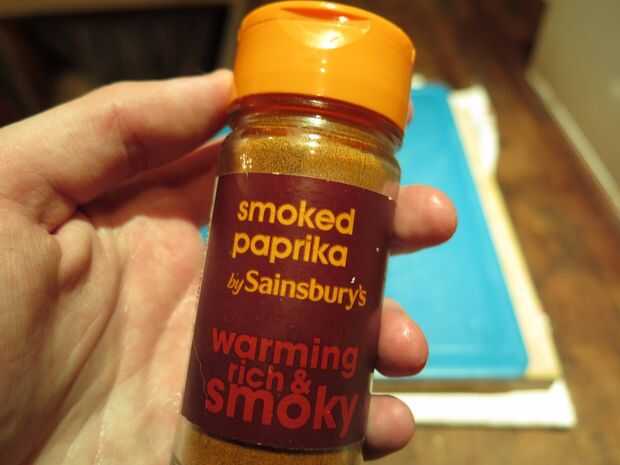 smoked
paprika
by Sainsbury's
warming
rich &
smoky